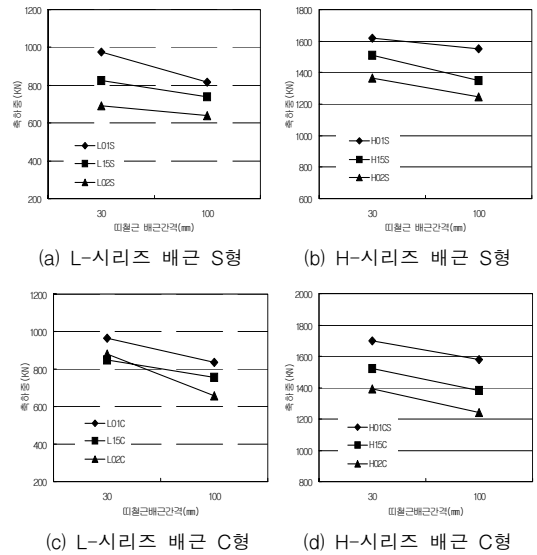 1200
1000
800
600
400
200
축하중(KN)
L01S
L15S
L02S
30
100
띠철근 배근간격(mm)
(a) L-시리즈 배근 S형
1800
1600
1400
1200
1000
800
600
축하중(KN)
H01S
H15S
H02S
30
100
띠철근 배근간격(mm)
(b) H-시리즈 배근 S형
1200
1000
800
600
400
200
축하중(KN)
L01C
L15C
L02C
30
100
띠철근배근간격(mm)
(c) L-시리즈 배근 C형
2000
1800
1600
1400
1200
1000
800
축하중(KN)
H01CS
H15C
H02C
30
100
띠철근배근간격(mm)
(d) H-시리즈 배근 C형